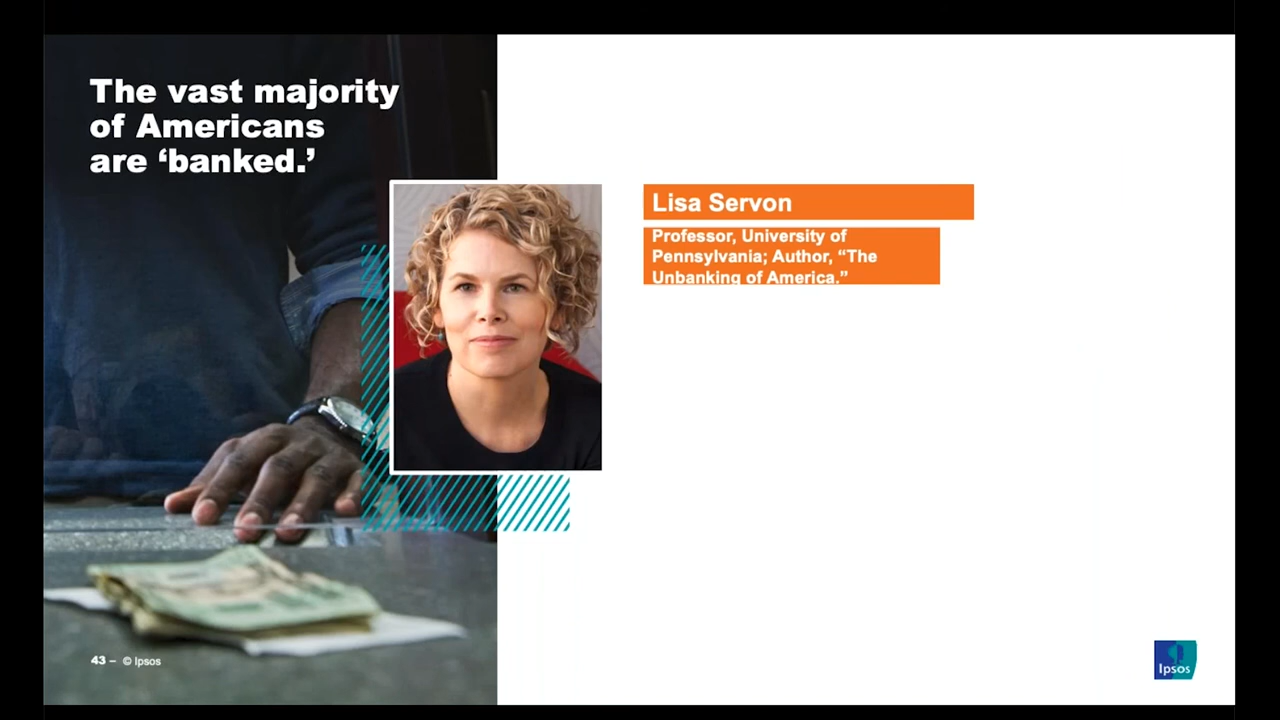 The vast majority
of Americans
are ‘banked.’
Lisa Servon
Professor, University of
Pennsylvania; Author, “The
Unbanking of America.”
43 – © Ipsos
Ipsos